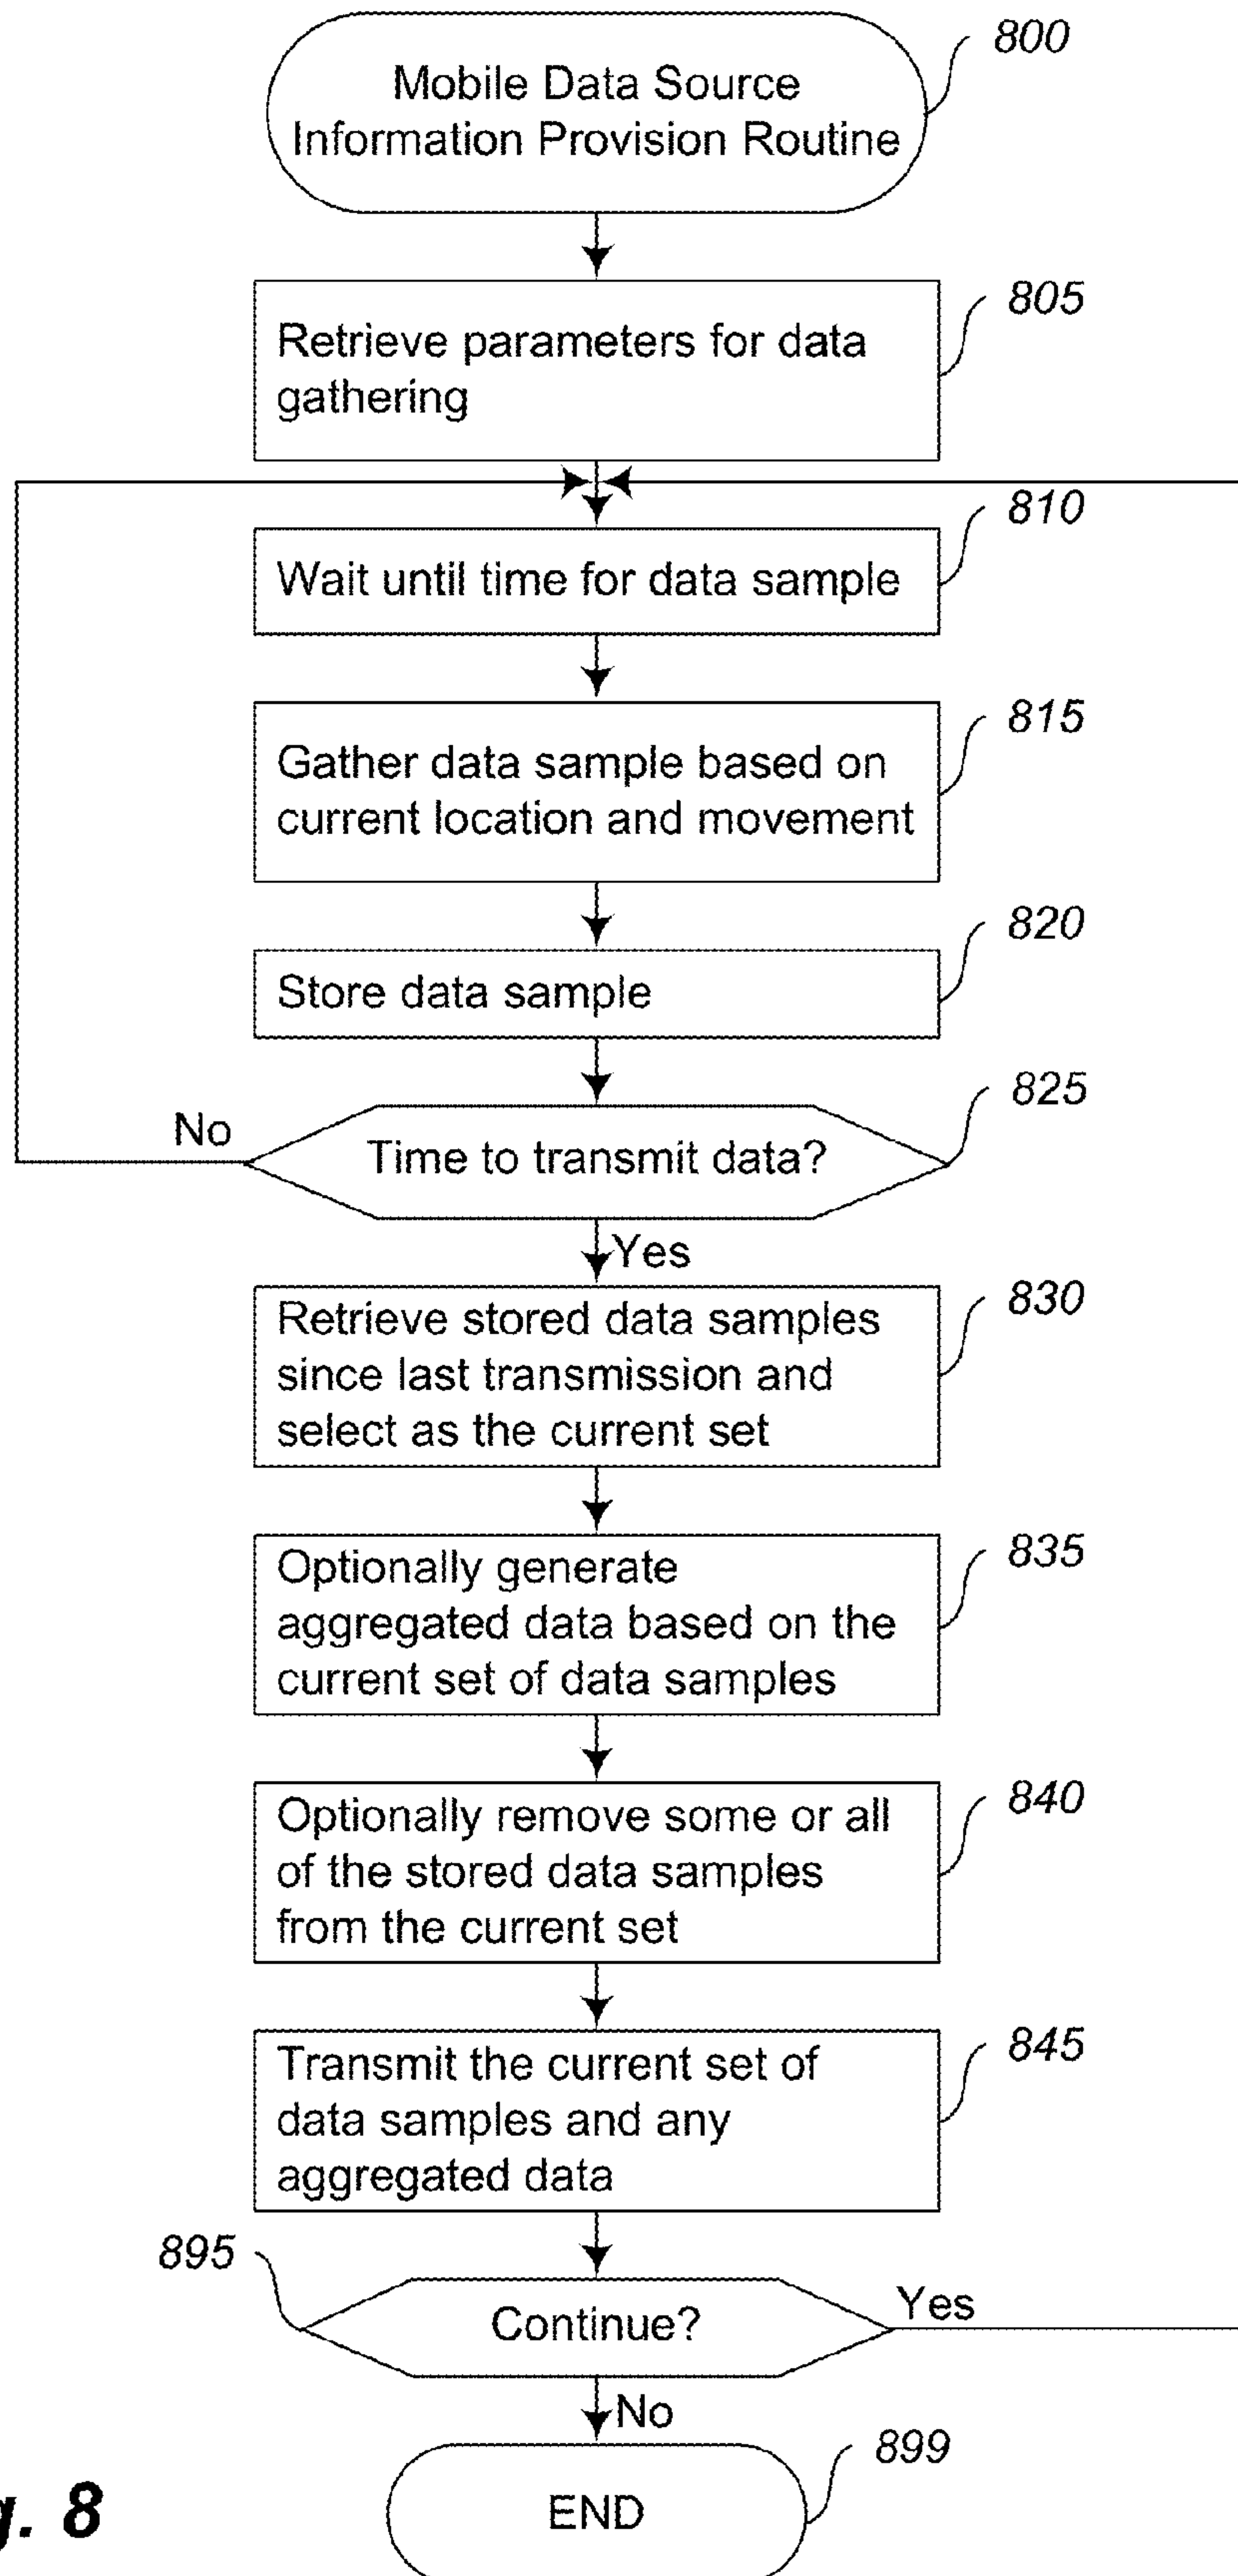 800
Mobile Data Source
Information Provision Routine
805
Retrieve parameters for data
gathering
810
Wait until time for data sample
815
Gather data sample based on
current location and movement
820
Store data sample
825
No
Time to transmit data?
Yes
830
Retrieve stored data samples
since last transmission and
select as the current set
835
Optionally generate
aggregated data based on the
current set of data samples
840
Optionally remove some or all
of the stored data samples
from the current set
845
Transmit the current set of
data samples and any
aggregated data
895
Continue?
Yes
No
899
END
g. 8